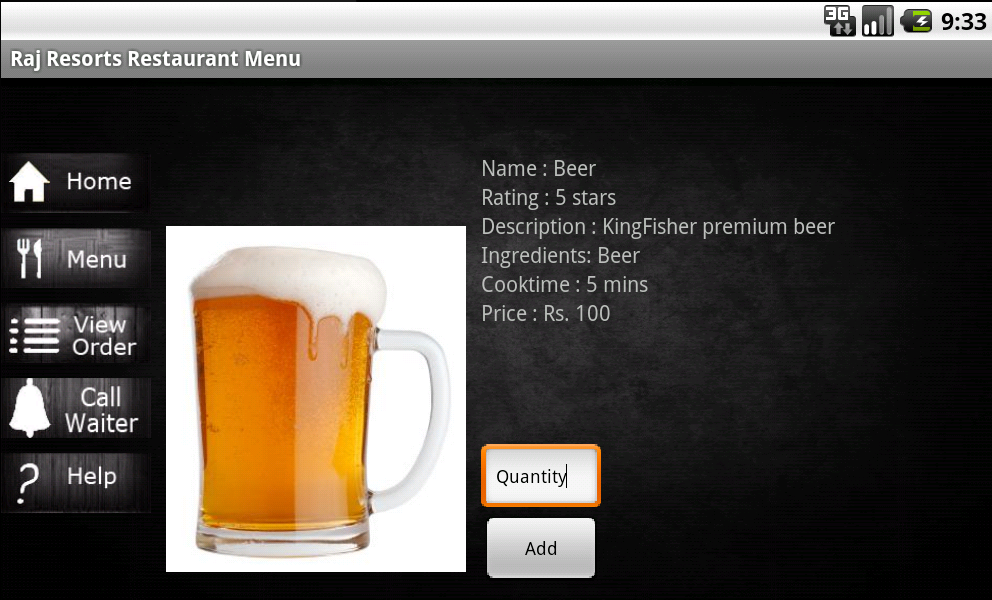 3G
9:33
Raj Resorts Restaurant Menu
Home
Menu
View
Order
Call
Waiter
Help
Name : Beer
Rating : 5 stars
Description : KingFisher premium beer
Ingredients: Beer
Cooktime : 5 mins
Price : Rs. 100
Quantity
Add